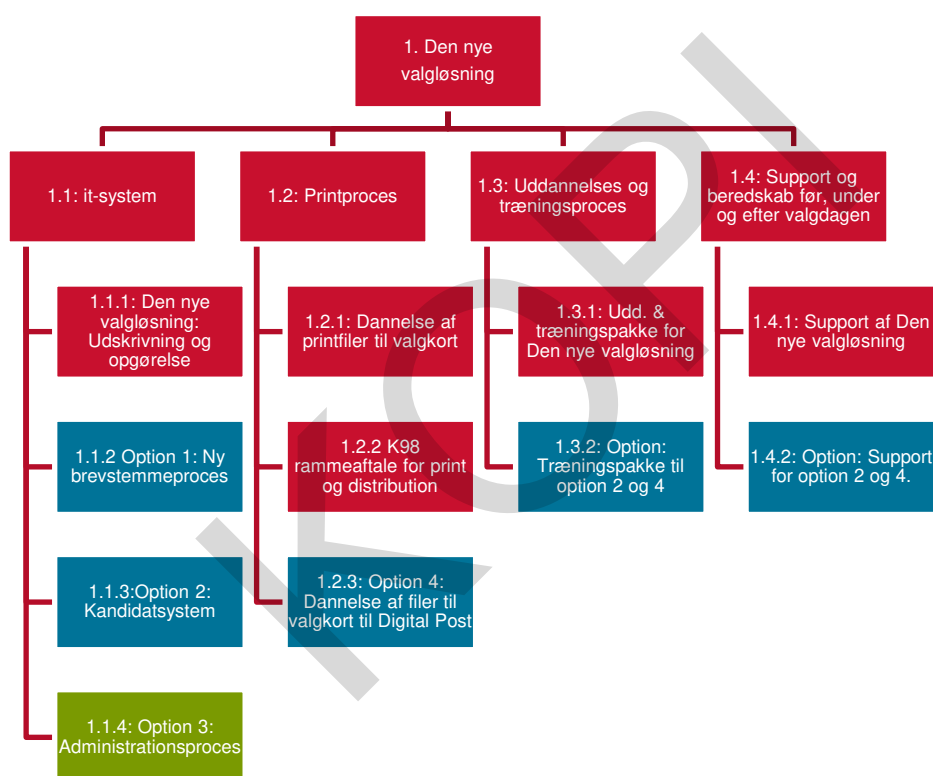 1. Den nye
valgløsning
1.1: it-system
1.2: Printproces
1.3: Uddannelses og
træningsproces
1.4: Support og
beredskab før, under
og efter valgdagen
1.1.1: Den nye
valgløsning:
Udskrivning og
opgørelse
1.2.1: Dannelse af
printfiler til valgkort
1.3.1: Udd. &
træningspakke for
Den nye valgløsning
1.4.1: Support af Den
nye valgløsning
1.1.2 Option 1: Ny
brevstemmeproces
1.2.2 K98
rammeaftale for print
og distribution
1.3.2: Option:
Træningspakke til
option 2 og 4
1.4.2: Option: Support
for option 2 og 4.
1.1.3:Option 2:
Kandidatsystem
1.2.3: Option 4:
Dannelse af filer til
valgkort til Digital Post
1.1.4: Option 3:
Administrationsproces
KOPI